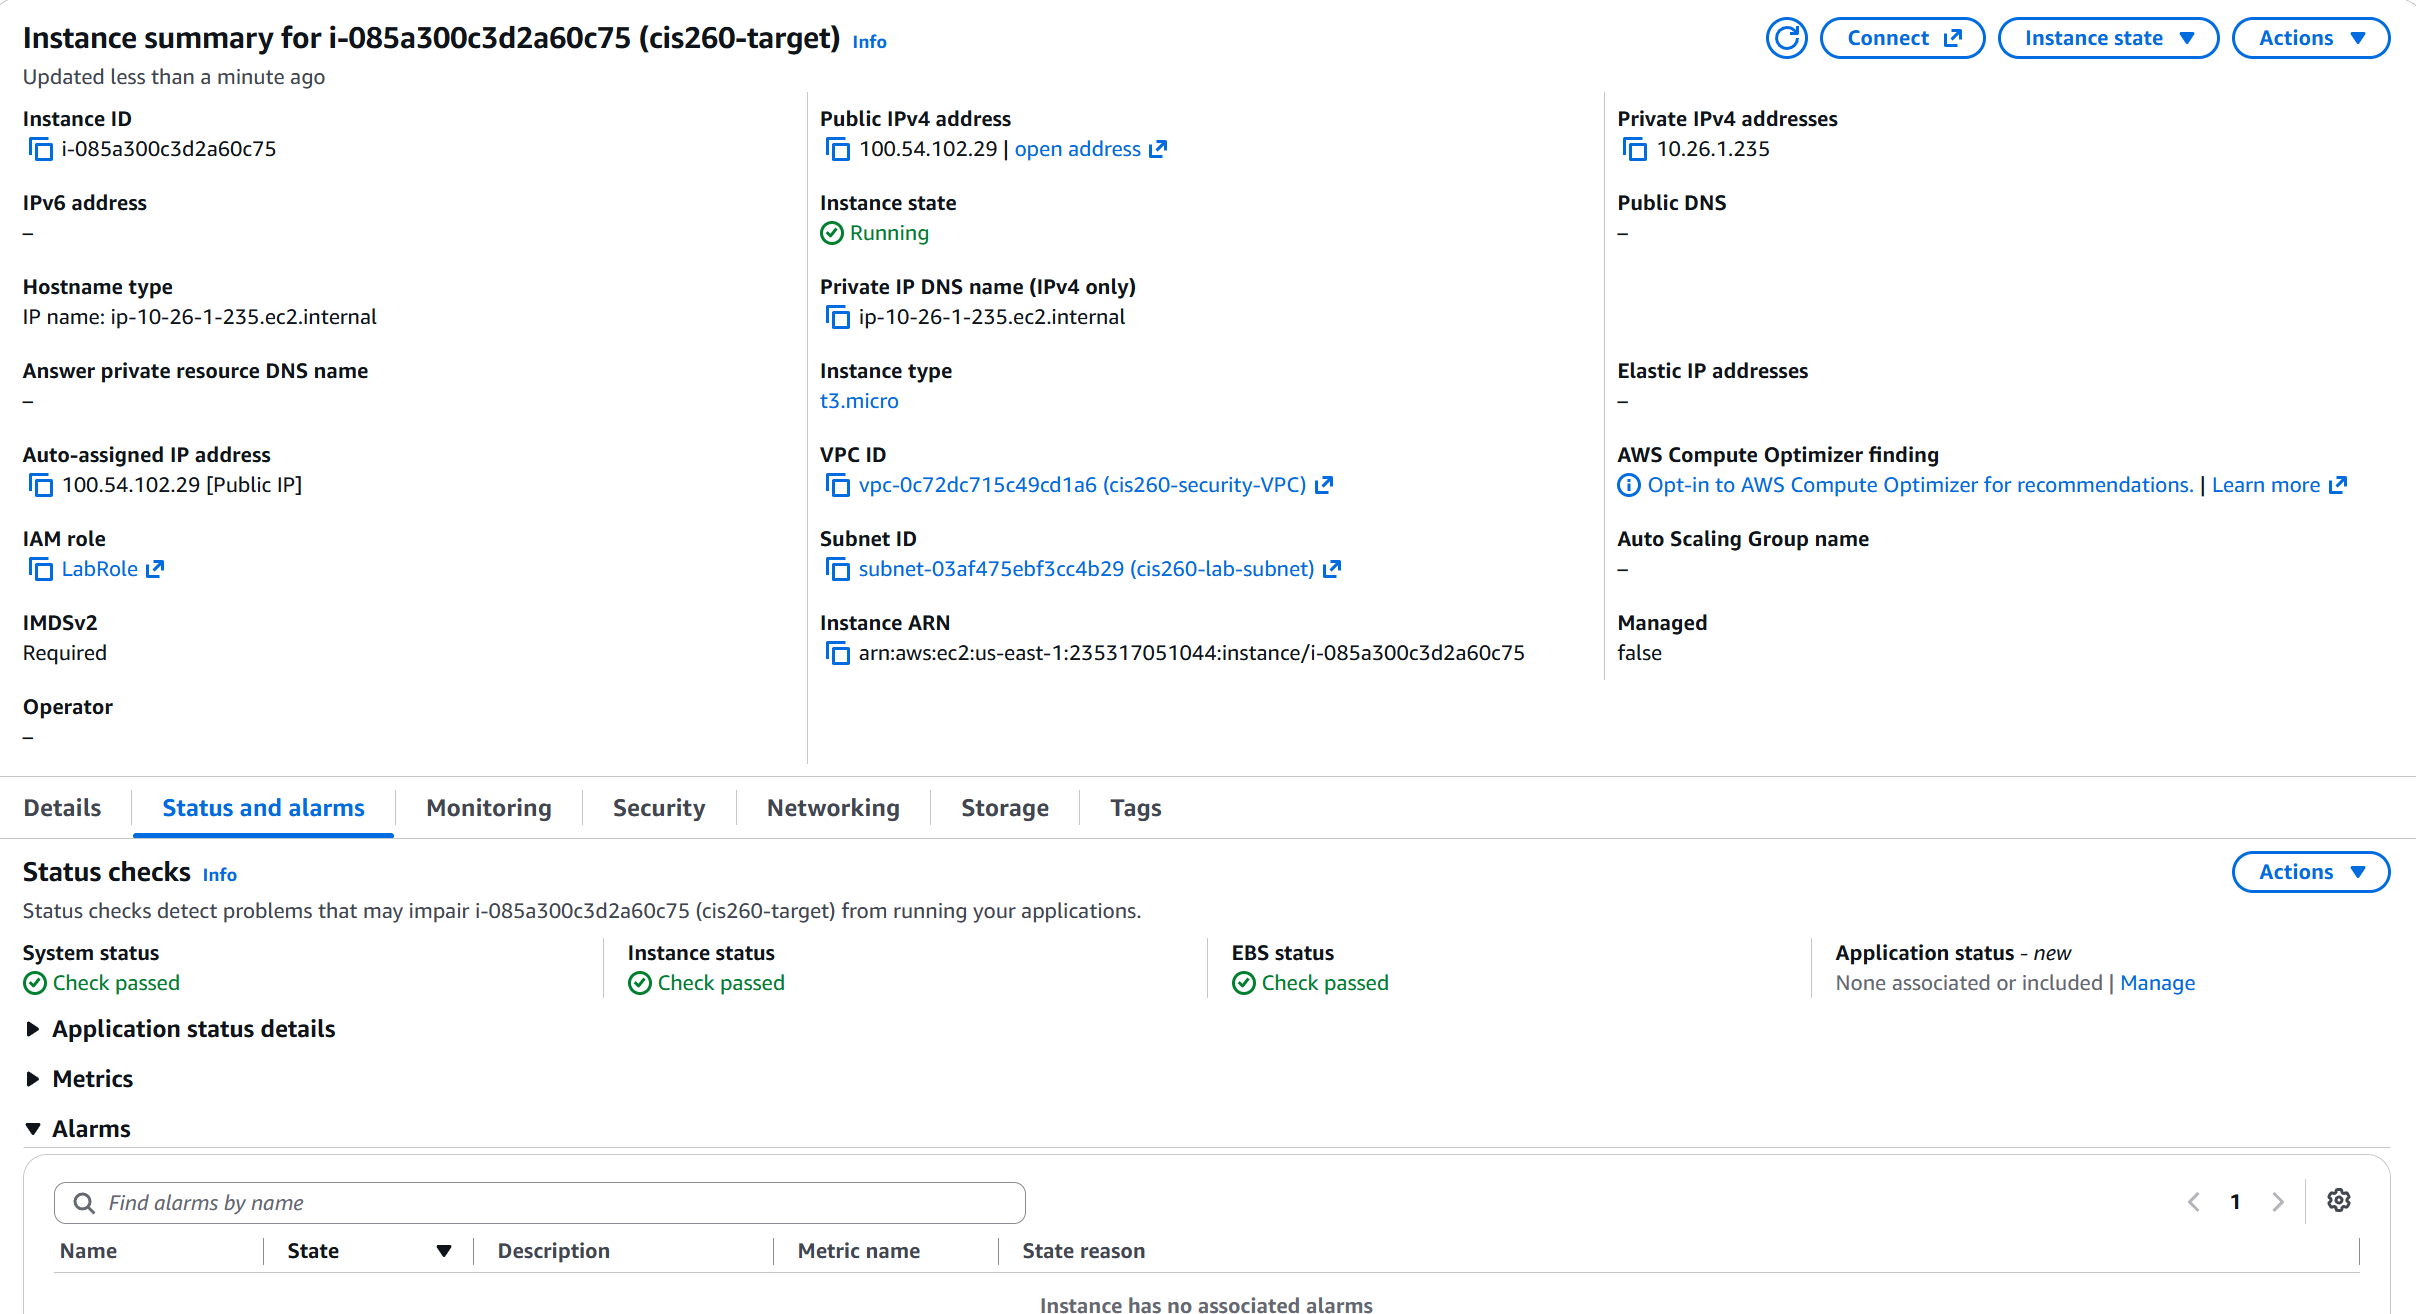 Instance summary for i-085a300c3d2a60c75 (cis260-target) Info
Connect
Instance state
Actions
Updated less than a minute ago
Instance ID
i-085a300c3d2a60c75
Public IPv4 address
100.54.102.29 | open address
Private IPv4 addresses
10.26.1.235
IPv6 address
–
Instance state
Running
Public DNS
–
Hostname type
IP name: ip-10-26-1-235.ec2.internal
Private IP DNS name (IPv4 only)
ip-10-26-1-235.ec2.internal
Answer private resource DNS name
–
Instance type
t3.micro
Elastic IP addresses
–
Auto-assigned IP address
100.54.102.29 [Public IP]
VPC ID
vpc-0c72dc715c49cd1a6 (cis260-security-VPC)
AWS Compute Optimizer finding
Opt-in to AWS Compute Optimizer for recommendations. | Learn more
IAM role
LabRole
Subnet ID
subnet-03af475ebf3cc4b29 (cis260-lab-subnet)
Auto Scaling Group name
–
IMDSv2
Required
Instance ARN
arn:aws:ec2:us-east-1:235317051044:instance/i-085a300c3d2a60c75
Managed
false
Operator
–
Details
Status and alarms
Monitoring
Security
Networking
Storage
Tags
Status checks Info
Actions
Status checks detect problems that may impair i-085a300c3d2a60c75 (cis260-target) from running your applications.
System status
Check passed
Instance status
Check passed
EBS status
Check passed
Application status - new
None associated or included | Manage
Application status details
Metrics
Alarms
Find alarms by name
1
Name
State
Description
Metric name
State reason
Instance has no associated alarms